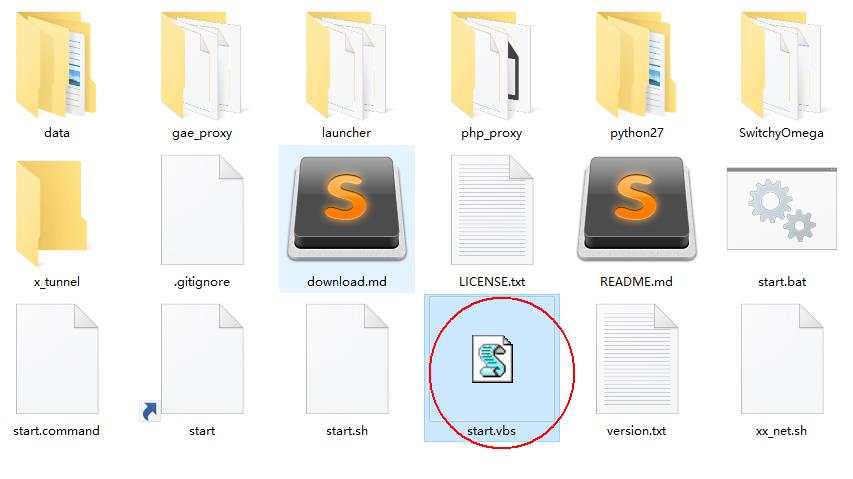 data
gae_proxy
launcher
php_proxy
python27
SwitchyOmega
x_tunnel
.gitignore
download.md
LICENSE.txt
README.md
start.bat
start.command
start
start.sh
start.vbs
version.txt
xx_net.sh